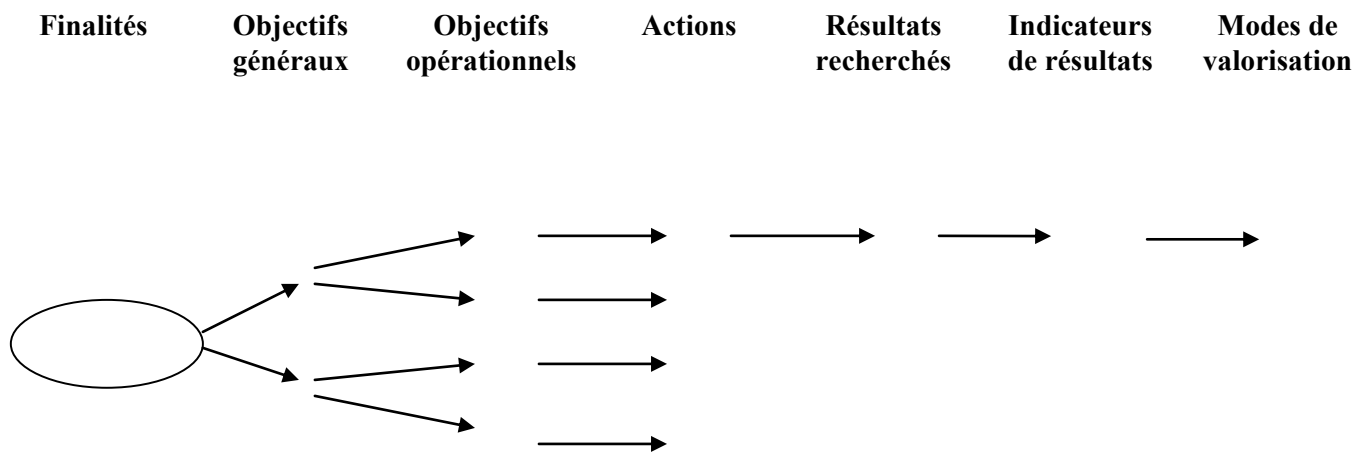 Finalités
Objectifs
généraux
Objectifs
opérationnels
Actions
Résultats
recherchés
Indicateurs
de résultats
Modes de
valorisation